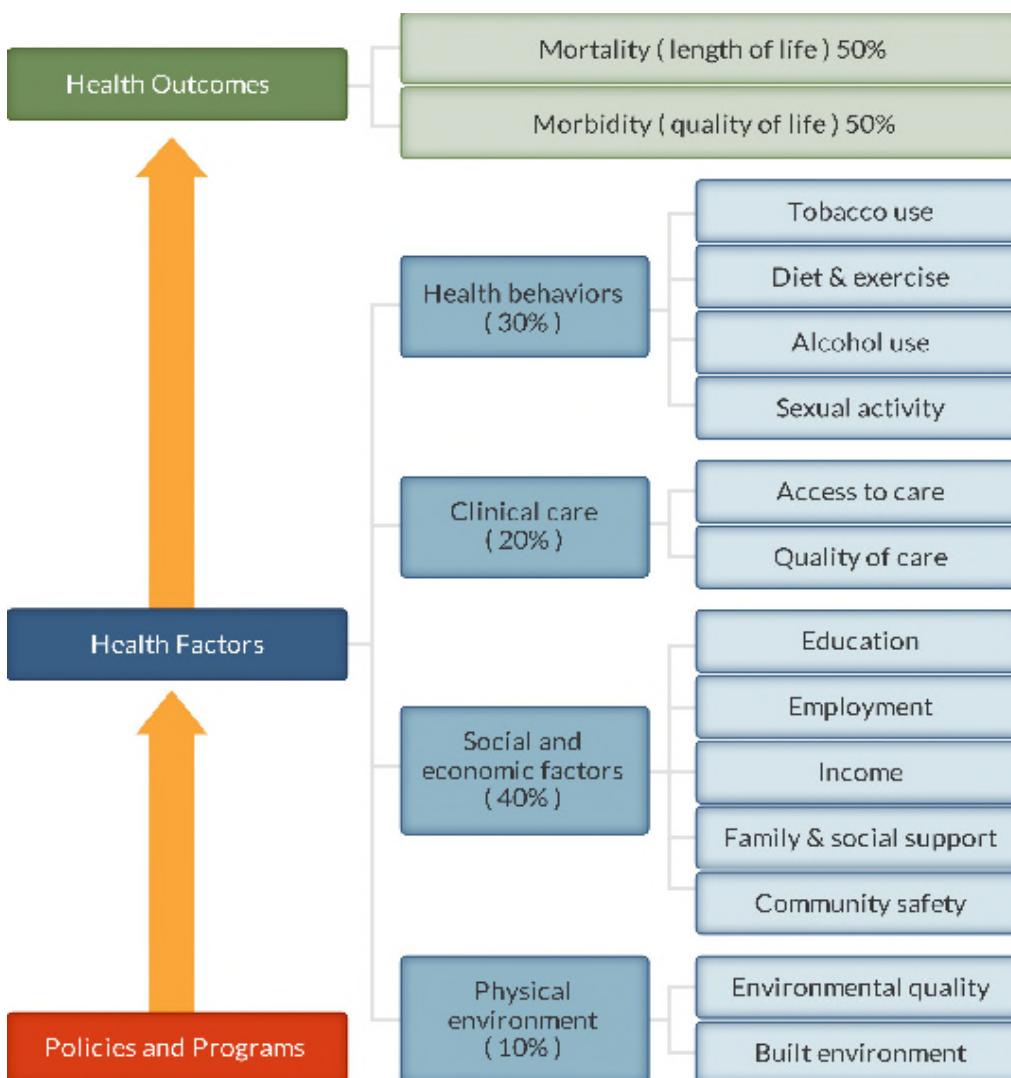 Health Outcomes
Mortality ( length of life ) 50%
Morbidity ( quality of life ) 50%
Health behaviors
( 30% )
Tobacco use
Diet & exercise
Alcohol use
Sexual activity
Clinical care
( 20% )
Access to care
Quality of care
Health Factors
Social and
economic factors
( 40% )
Education
Employment
Income
Family & social support
Community safety
Physical
environment
( 10% )
Environmental quality
Built environment
Policies and Programs